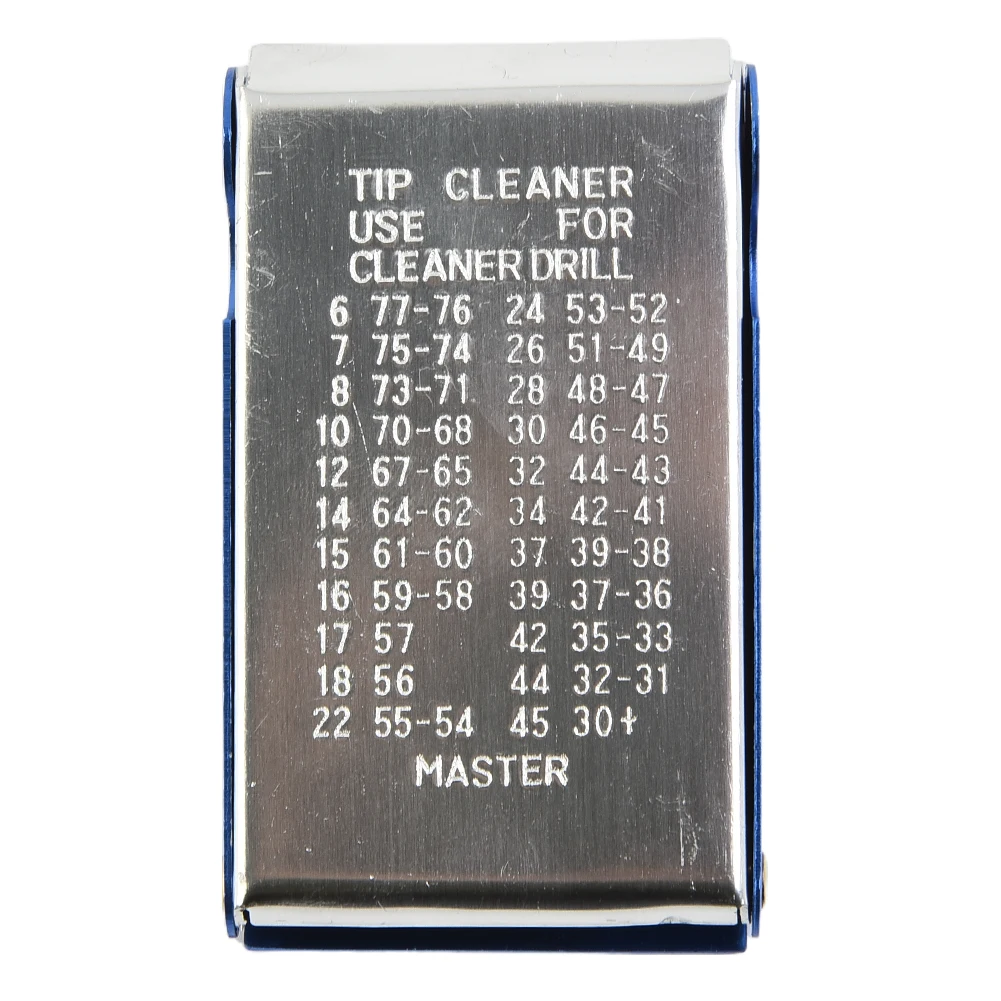 TIP CLEANER
USE FOR
CLEANER DRILL
6 77-76 24 53-52
7 75-74 26 51-49
8 73-71 28 48-47
10 70-68 30 46-45
12 67-65 32 44-43
14 64-62 34 42-41
15 61-60 37 39-38
16 59-58 39 37-36
17 57 42 35-33
18 56 44 32-31
22 55-54 45 30+
MASTER